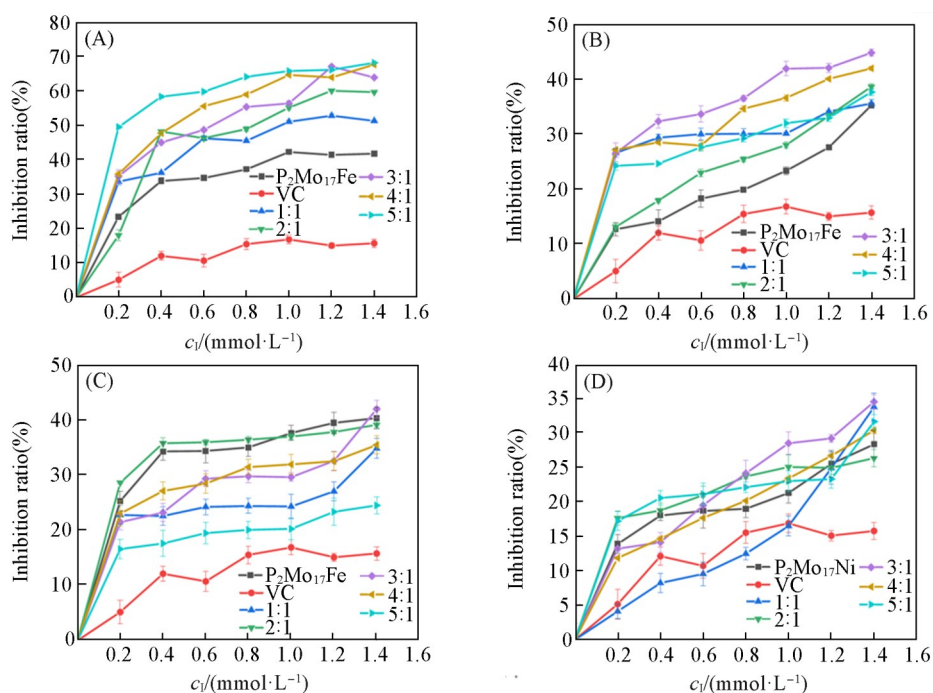 (A)
Inhibition ratio(%)
80
70
60
50
40
30
20
10
0
P₂Mo₁₇Fe
VC
1:1
2:1
3:1
4:1
5:1
0.2 0.4 0.6 0.8 1.0 1.2 1.4 1.6
c_I/(mmol·L⁻¹)
(B)
Inhibition ratio(%)
50
40
30
20
10
0
P₂Mo₁₇Fe
VC
1:1
2:1
3:1
4:1
5:1
0.2 0.4 0.6 0.8 1.0 1.2 1.4 1.6
c_I/(mmol·L⁻¹)
(C)
Inhibition ratio(%)
50
40
30
20
10
0
P₂Mo₁₇Fe
VC
1:1
2:1
3:1
4:1
5:1
0.2 0.4 0.6 0.8 1.0 1.2 1.4 1.6
c_I/(mmol·L⁻¹)
(D)
Inhibition ratio(%)
40
35
30
25
20
15
10
5
0
P₂Mo₁₇Ni
VC
1:1
2:1
3:1
4:1
5:1
0.2 0.4 0.6 0.8 1.0 1.2 1.4 1.6
c_I/(mmol·L⁻¹)